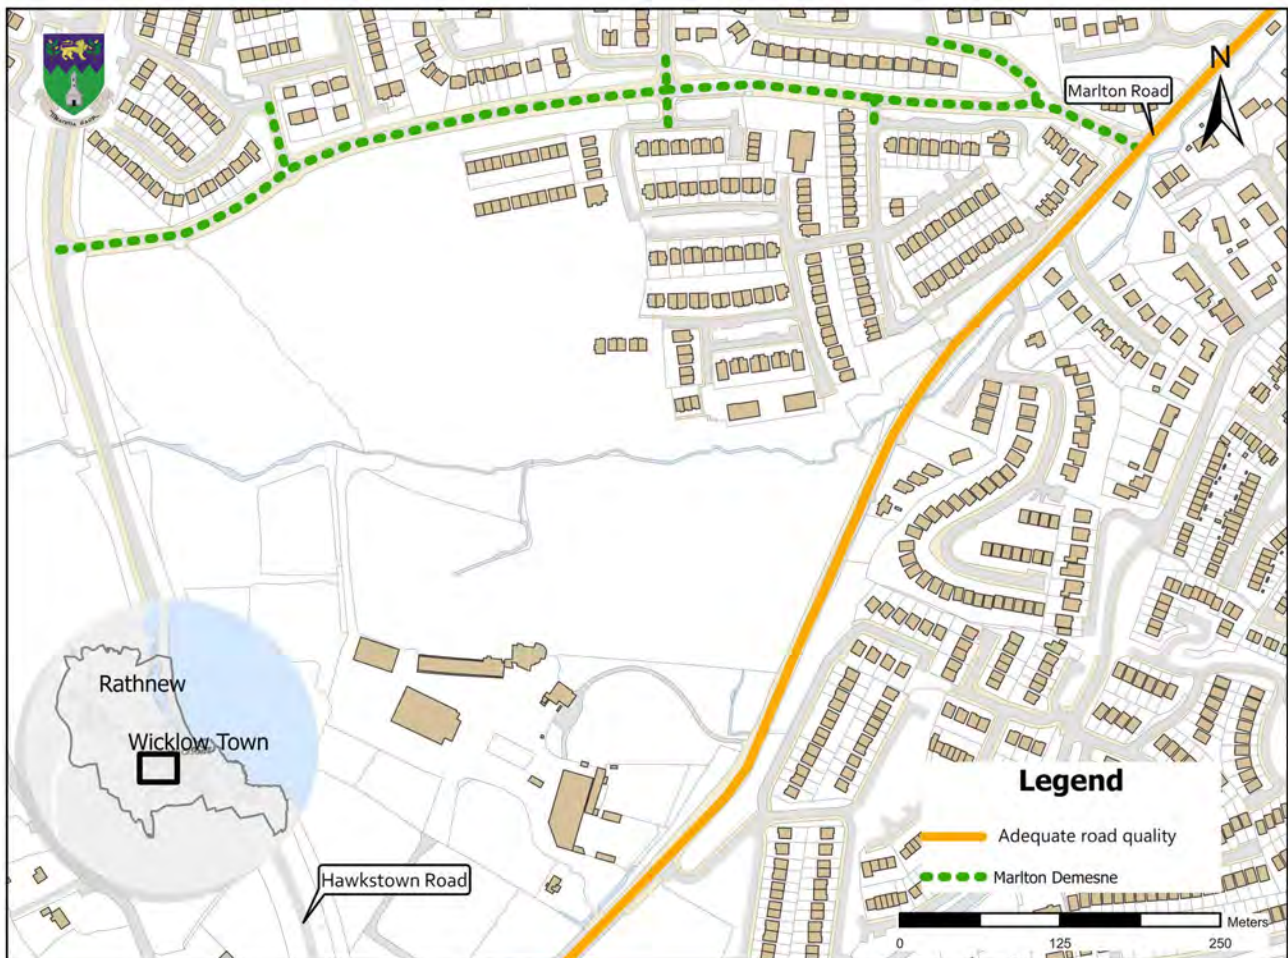 N
Marlton Road
Rathnew
Wicklow Town
Hawkstown Road
Legend
Adequate road quality
Marlton Demesne
Meters
0
125
250